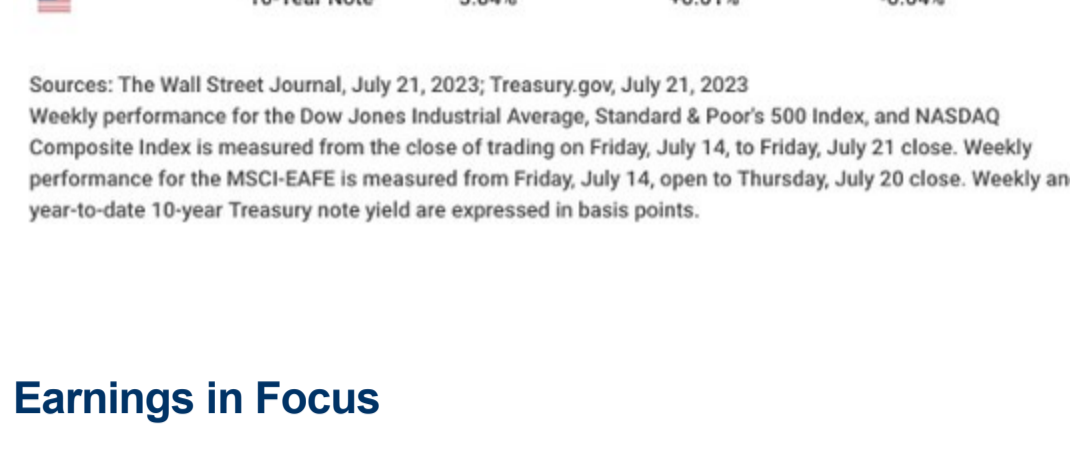 Sources: The Wall Street Journal, July 21, 2023; Treasury.gov, July 21, 2023
Weekly performance for the Dow Jones Industrial Average, Standard & Poor's 500 Index, and NASDAQ
Composite Index is measured from the close of trading on Friday, July 14, to Friday, July 21 close. Weekly
performance for the MSCI-EAFE is measured from Friday, July 14, open to Thursday, July 20 close. Weekly an
year-to-date 10-year Treasury note yield are expressed in basis points.
Earnings in Focus